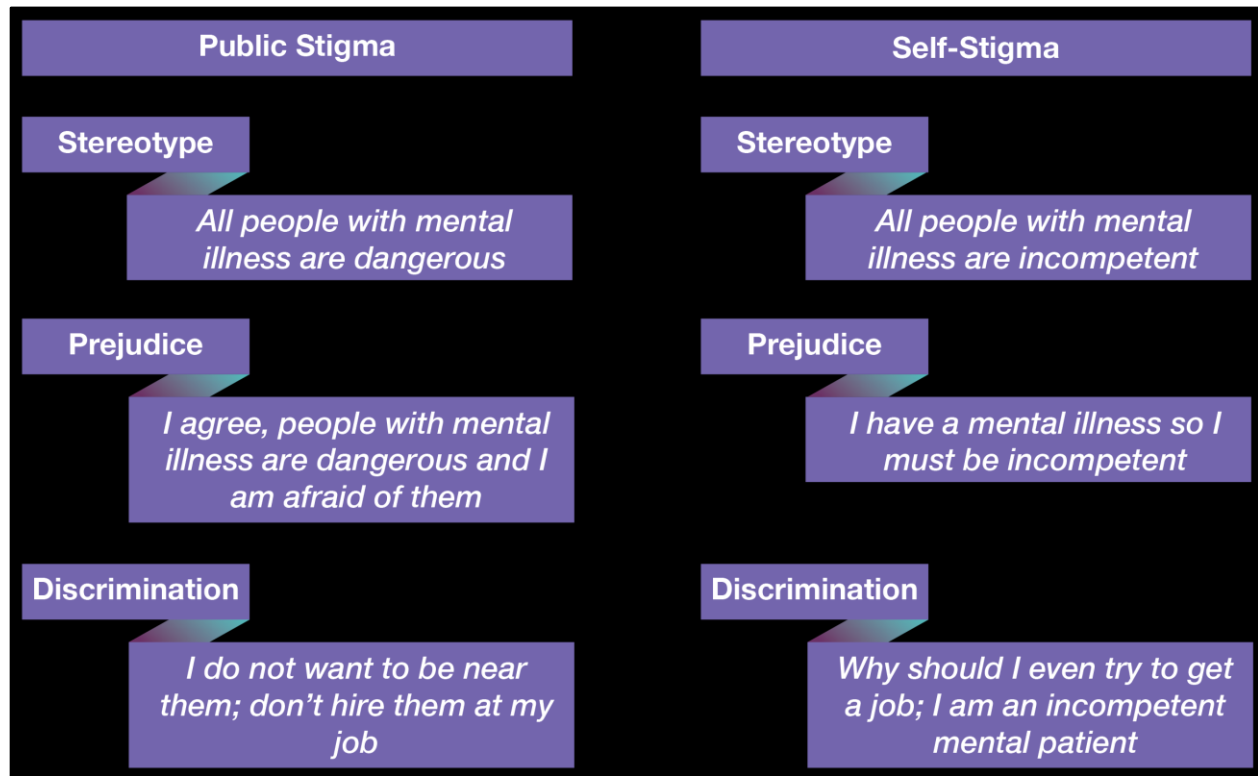 Public Stigma
Stereotype
All people with mental
illness are dangerous
Prejudice
I agree, people with mental
illness are dangerous and I
am afraid of them
Discrimination
I do not want to be near
them; don’t hire them at my
job
Self-Stigma
Stereotype
All people with mental
illness are incompetent
Prejudice
I have a mental illness so I
must be incompetent
Discrimination
Why should I even try to get
a job; I am an incompetent
mental patient